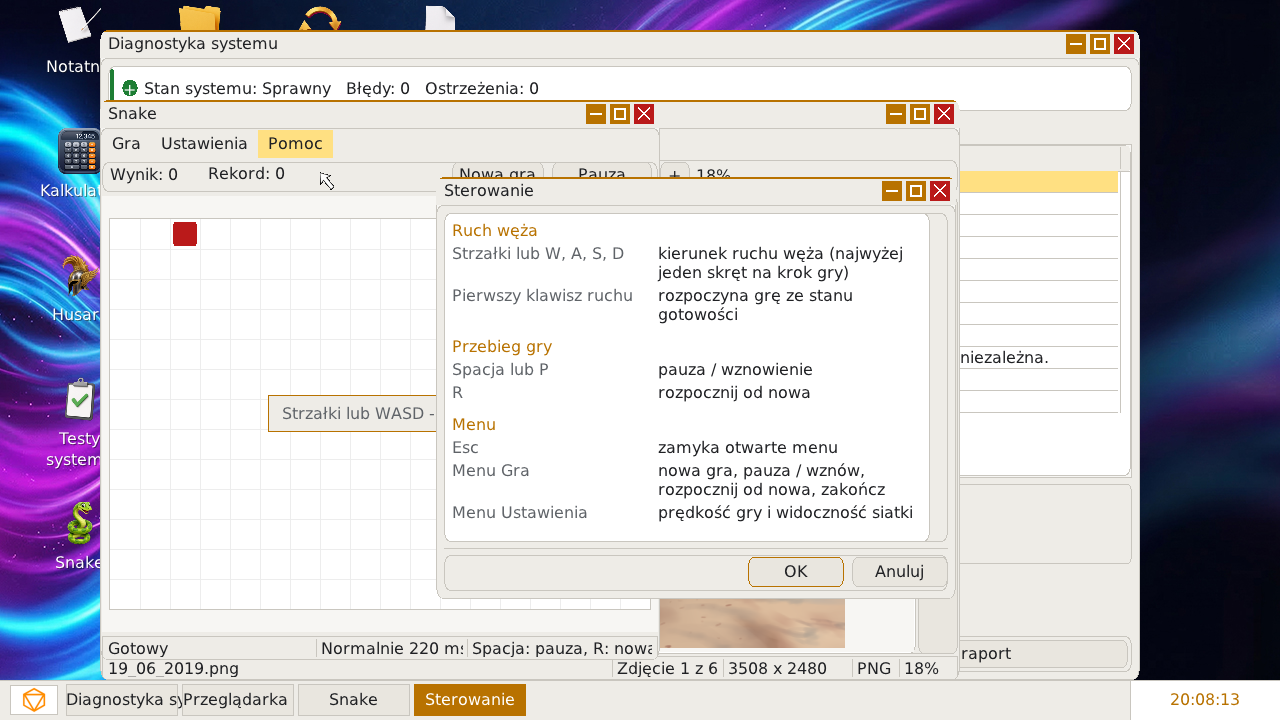 Notatn
Kalkula
Husar
Testy
system
Snake
Diagnostyka systemu
Stan systemu: Sprawny Błędy: 0 Ostrzeżenia: 0
Snake
Gra Ustawienia Pomoc
Wynik: 0 Rekord: 0 Nowa gra Pauza
+ 18%
Strzałki lub WASD -
Sterowanie
Ruch węża
Strzałki lub W, A, S, D kierunek ruchu węża (najwyżej
jeden skręt na krok gry)
Pierwszy klawisz ruchu rozpoczyna grę ze stanu
gotowości
Przebieg gry
Spacja lub P pauza / wznowienie
R rozpocznij od nowa
Menu
Esc zamyka otwarte menu
Menu Gra nowa gra, pauza / wznów,
rozpocznij od nowa, zakończ
Menu Ustawienia prędkość gry i widoczność siatki
OK Anuluj
niezależna.
raport
Gotowy Normalnie 220 ms Spacja: pauza, R: nowa
19_06_2019.png Zdjęcie 1 z 6 3508 x 2480 PNG 18%
Diagnostyka sy Przeglądarka Snake Sterowanie 20:08:13